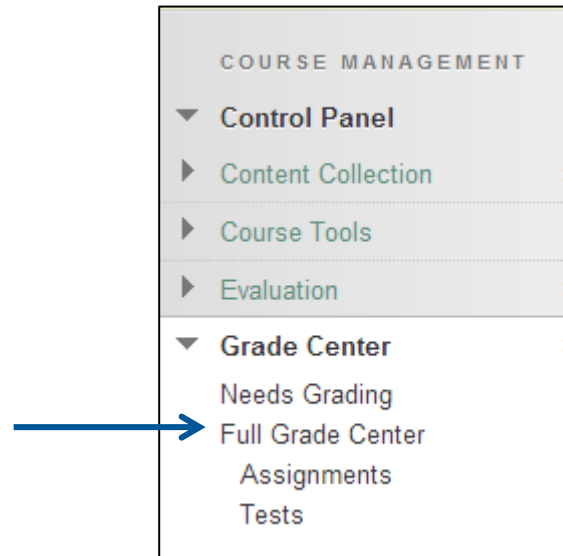 COURSE MANAGEMENT
Control Panel
Content Collection
Course Tools
Evaluation
Grade Center
Needs Grading
Full Grade Center
Assignments
Tests